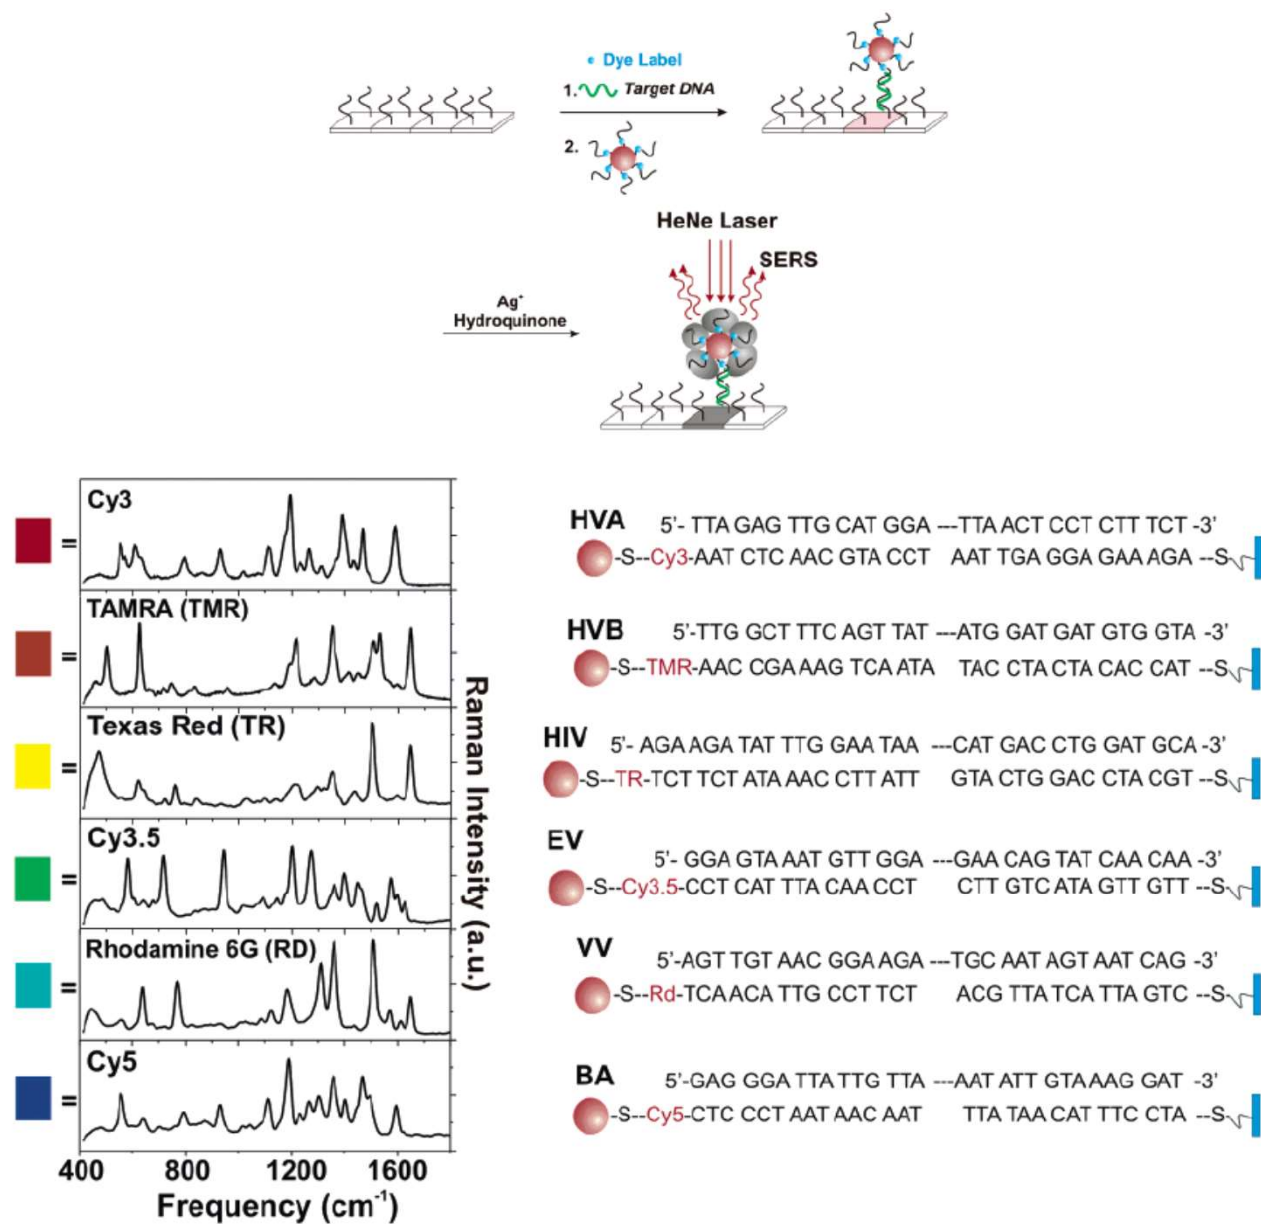 Dye Label
1. Target DNA
2.
HeNe Laser
SERS
Ag⁺
Hydroquinone
Cy3
=
TAMRA (TMR)
=
Texas Red (TR)
=
Cy3.5
=
Rhodamine 6G (RD)
=
Cy5
=
400 800 1200 1600
Frequency (cm⁻¹)
Raman Intensity (a.u.)
HVA 5'- TTA GAG TTG CAT GGA ---TTA ACT CCT CTT TCT -3'
-S--Cy3-AAT CTC AAC GTA CCT AAT TGA GGA GAA AGA --S
HVB 5'-TTG GCT TTC AGT TAT ---ATG GAT GAT GTG GTA -3'
-S--TMR-AAC CGA AAG TCA ATA TAC CTA CTA CAC CAT --S
HIV 5'- AGA AGA TAT TTG GAA TAA ---CAT GAC CTG GAT GCA -3'
-S--TR-TCT TCT ATA AAC CTT ATT GTA CTG GAC CTA CGT --S
EV 5'- GGA GTA AAT GTT GGA ---GAA CAG TAT CAA CAA -3'
-S--Cy3.5-CCT CAT TTA CAA CCT CTT GTC ATA GTT GTT --S
VV 5'-AGT TGT AAC GGA AGA ---TGC AAT AGT AAT CAG -3'
-S--Rd-TCA ACA TTG CCT TCT ACG TTA TCA TTA GTC --S
BA 5'-GAG GGA TTA TTG TTA ---AAT ATT GTA AAG GAT -3'
-S--Cy5-CTC CCT AAT AAC AAT TTA TAA CAT TTC CTA --S